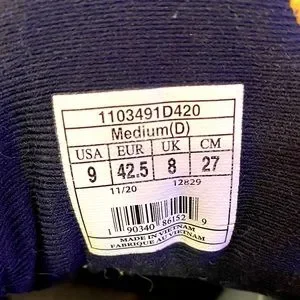 1103491D420
Medium(D)
USA EUR UK CM
9 42.5 8 27
11/20 12829
1 90340 86152 9
MADE IN VIETNAM
FABRIQUE AU VIETNAM